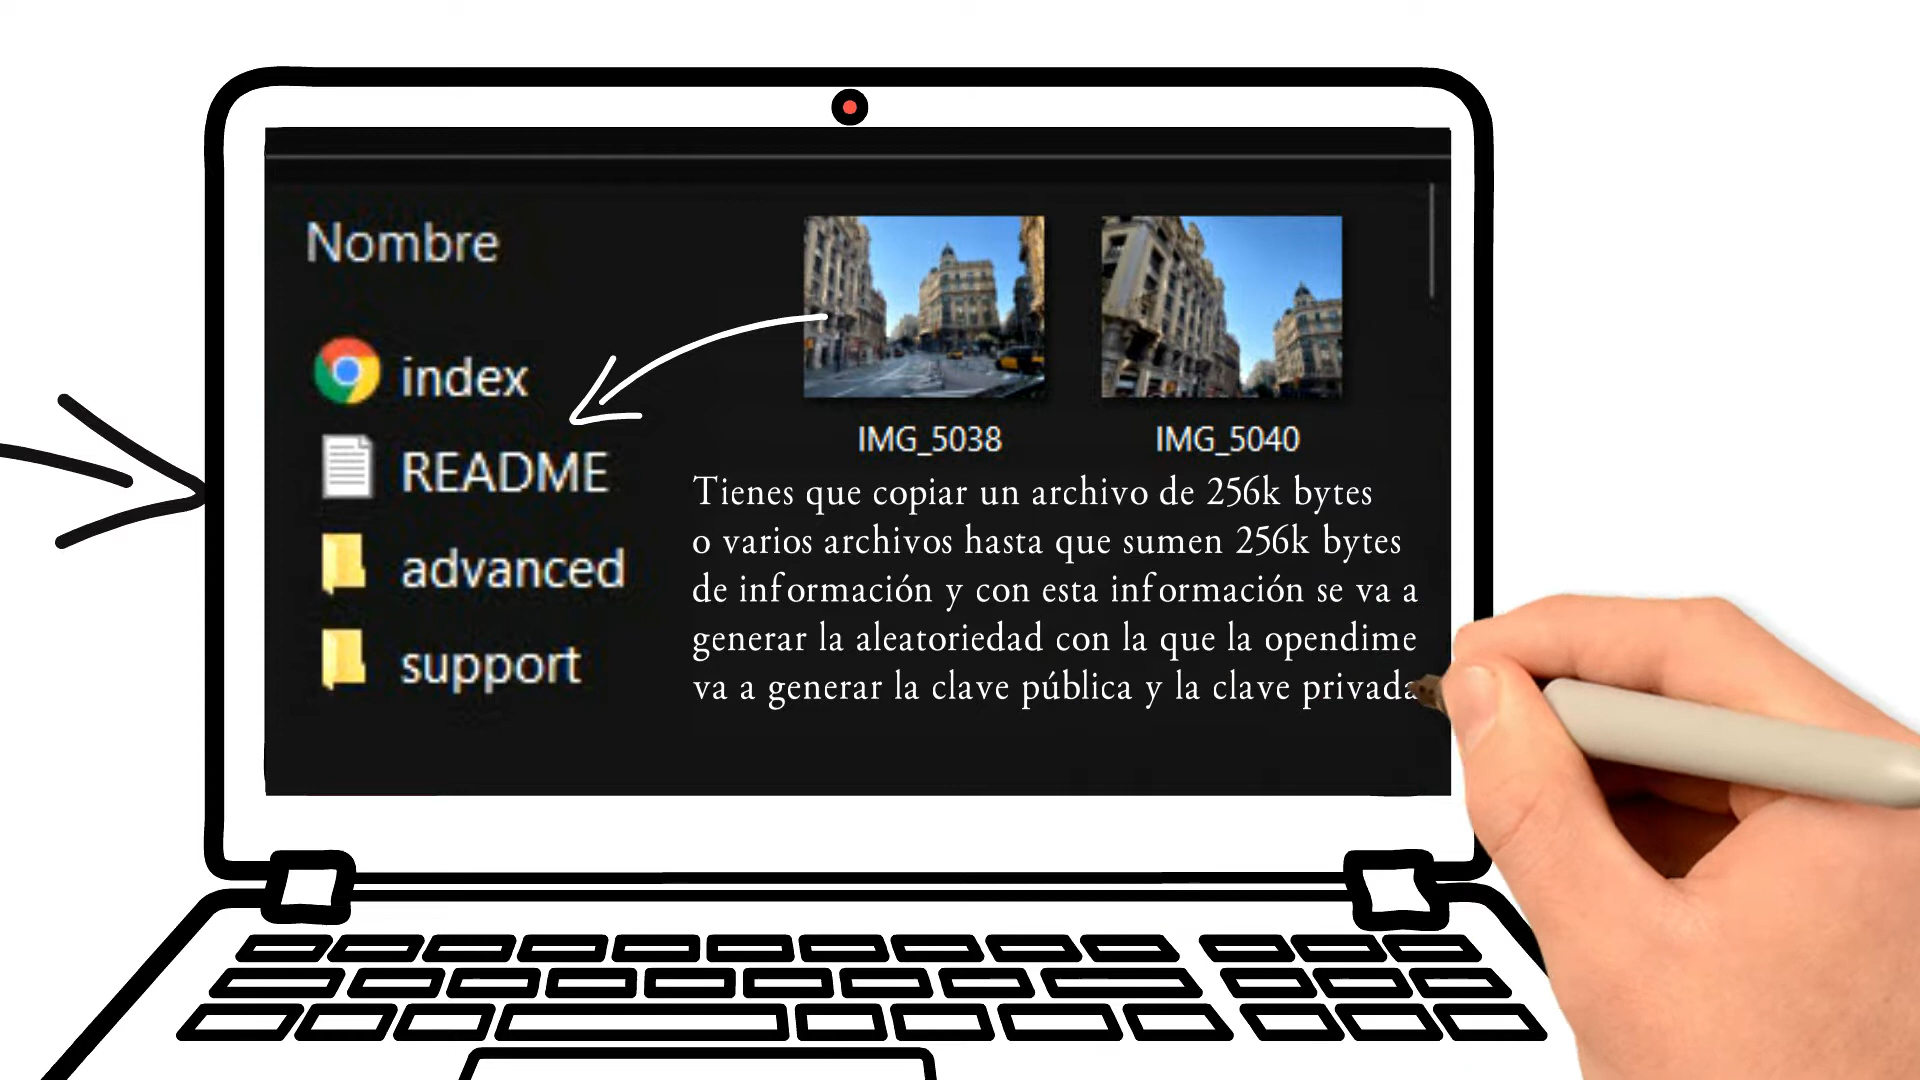 Nombre
index
README
advanced
support
IMG_5038
IMG_5040
Tienes que copiar un archivo de 256k bytes
o varios archivos hasta que sumen 256k bytes
de información y con esta información se va a
generar la aleatoriedad con la que la opendime
va a generar la clave pública y la clave privada